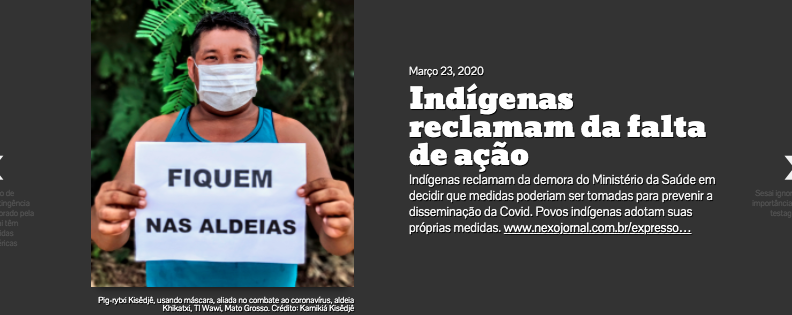 FIQUEM
NAS ALDEIAS
Pig-rytxi Kisêdjê, usando máscara, aliada no combate ao coronavírus, aldeia
Khikatxi, TI Wawi, Mato Grosso. Crédito: Kamikiá Kisêdjê
Março 23, 2020
Indígenas
reclamam da falta
de ação
Indígenas reclamam da demora do Ministério da Saúde em
decidir que medidas poderiam ser tomadas para prevenir a
disseminação da Covid. Povos indígenas adotam suas
próprias medidas. www.nexojornal.com.br/expresso...